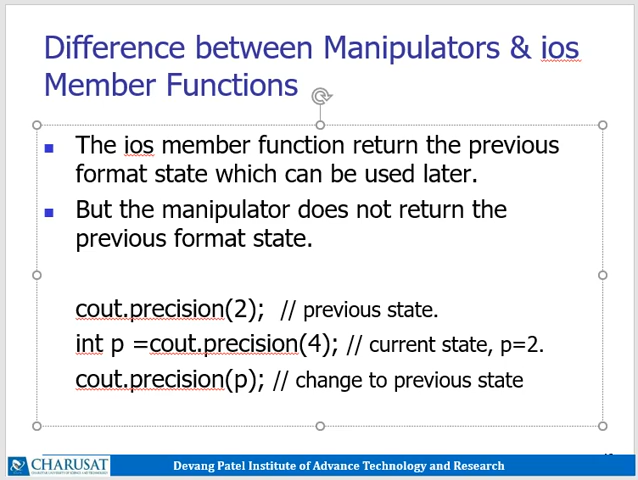 Difference between Manipulators & ios
Member Functions
The ios member function return the previous
format state which can be used later.
But the manipulator does not return the
previous format state.
cout.precision(2); // previous state.
int p =cout.precision(4); // current state, p=2.
cout.precision(p); // change to previous state
CHARUSAT
Devang Patel Institute of Advance Technology and Research